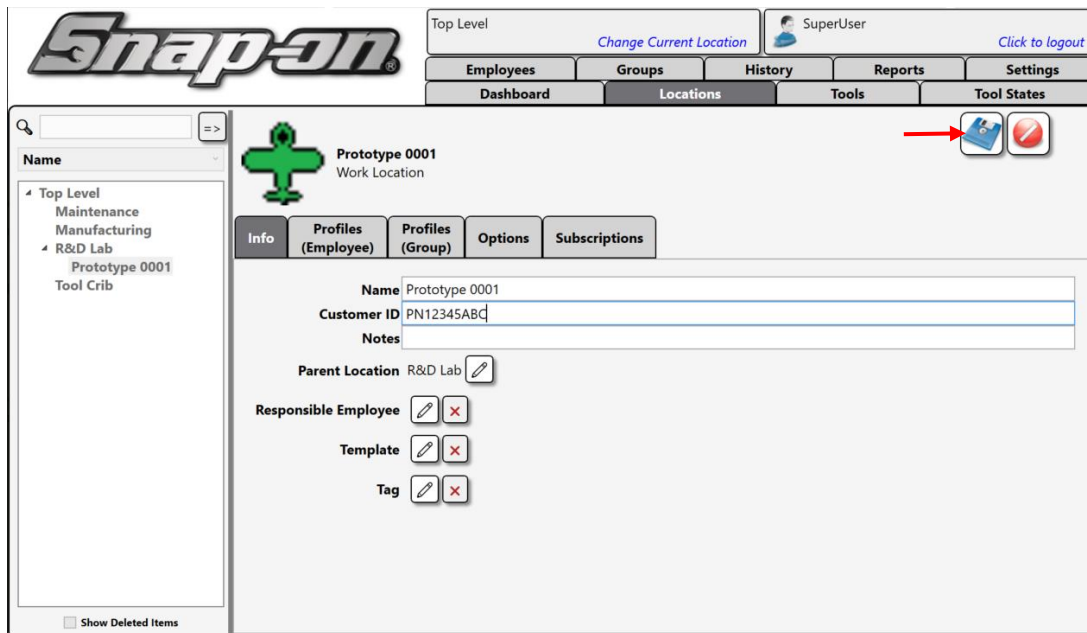 Snap-on®
Top Level
Change Current Location
SuperUser
Click to logout
Employees
Groups
History
Reports
Settings
Dashboard
Locations
Tools
Tool States
=>
Name
Top Level
Maintenance
Manufacturing
R&D Lab
Prototype 0001
Tool Crib
Show Deleted Items
Prototype 0001
Work Location
Info
Profiles
(Employee)
Profiles
(Group)
Options
Subscriptions
Name Prototype 0001
Customer ID PN12345ABC
Notes
Parent Location R&D Lab
Responsible Employee
Template
Tag